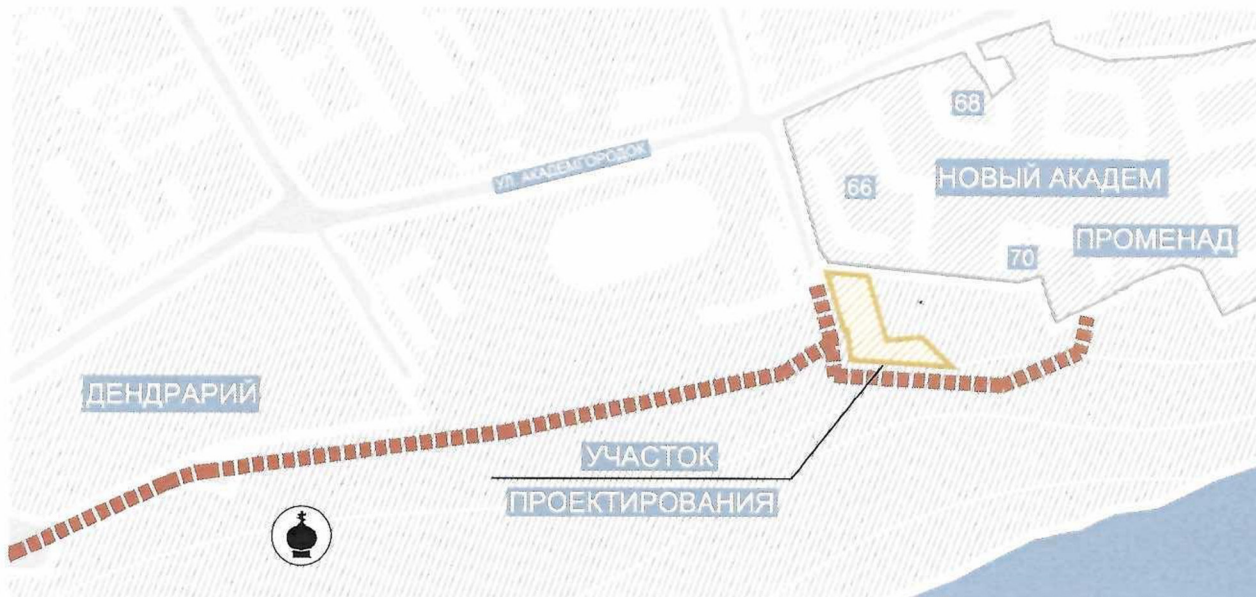 68
УЛ. АКАДЕМГОРОДОК
66
НОВЫЙ АКАДЕМ
ПРОМЕНАД
70
ДЕНДРАРИЙ
УЧАСТОК
ПРОЕКТИРОВАНИЯ